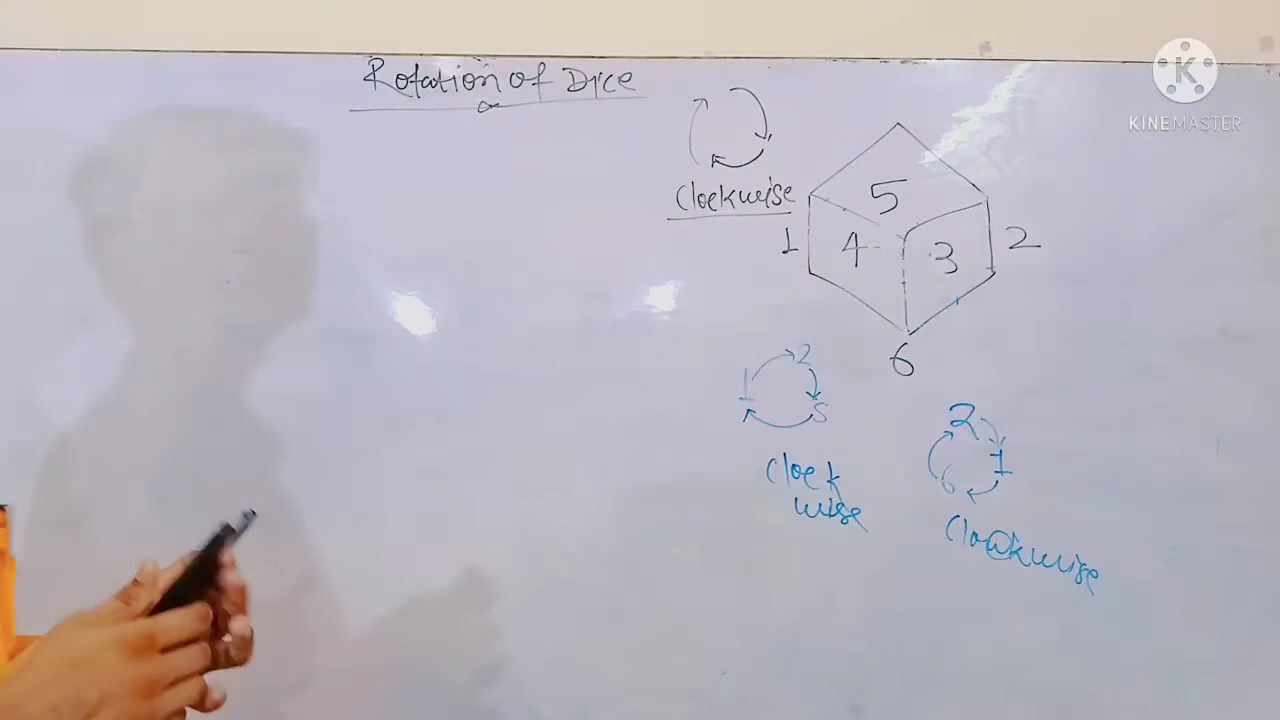 Rotation of Dice
Clockwise
5
1 4 3 2
6
1 2 5
Clock
wise
2 1 6
Clockwise
KINEMASTER